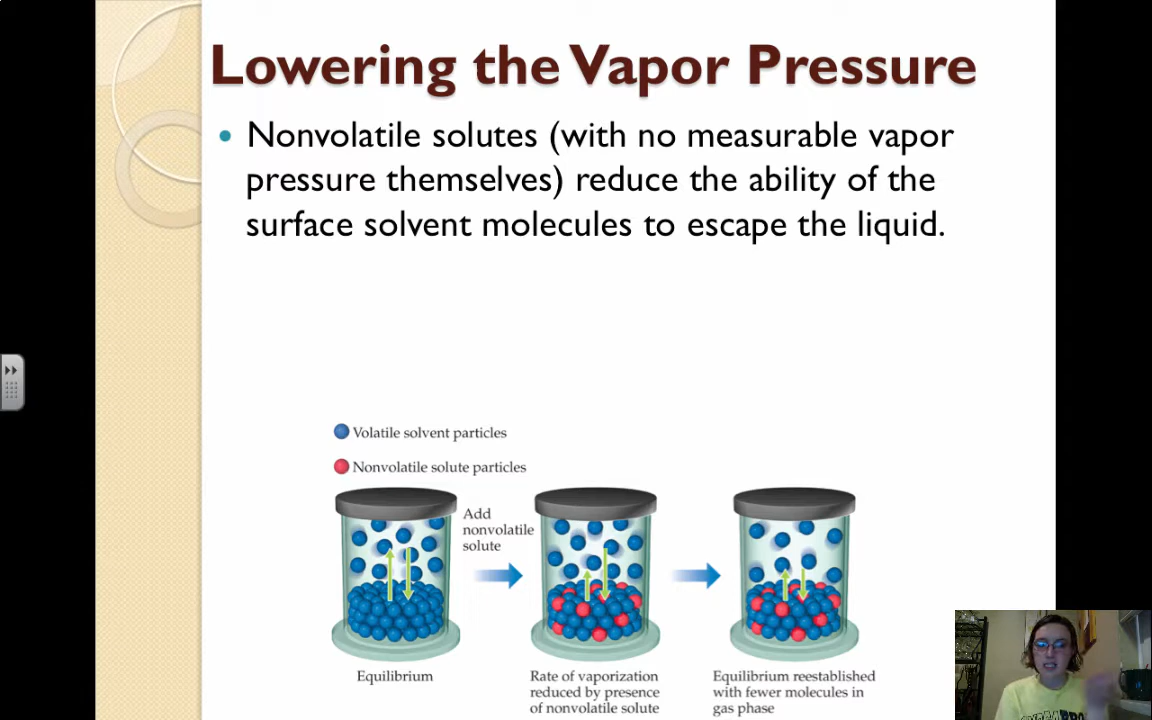 Lowering the Vapor Pressure
• Nonvolatile solutes (with no measurable vapor
pressure themselves) reduce the ability of the
surface solvent molecules to escape the liquid.
Volatile solvent particles
Nonvolatile solute particles
Add
nonvolatile
solute
Equilibrium
Rate of vaporization
reduced by presence
of nonvolatile solute
Equilibrium reestablished
with fewer molecules in
gas phase